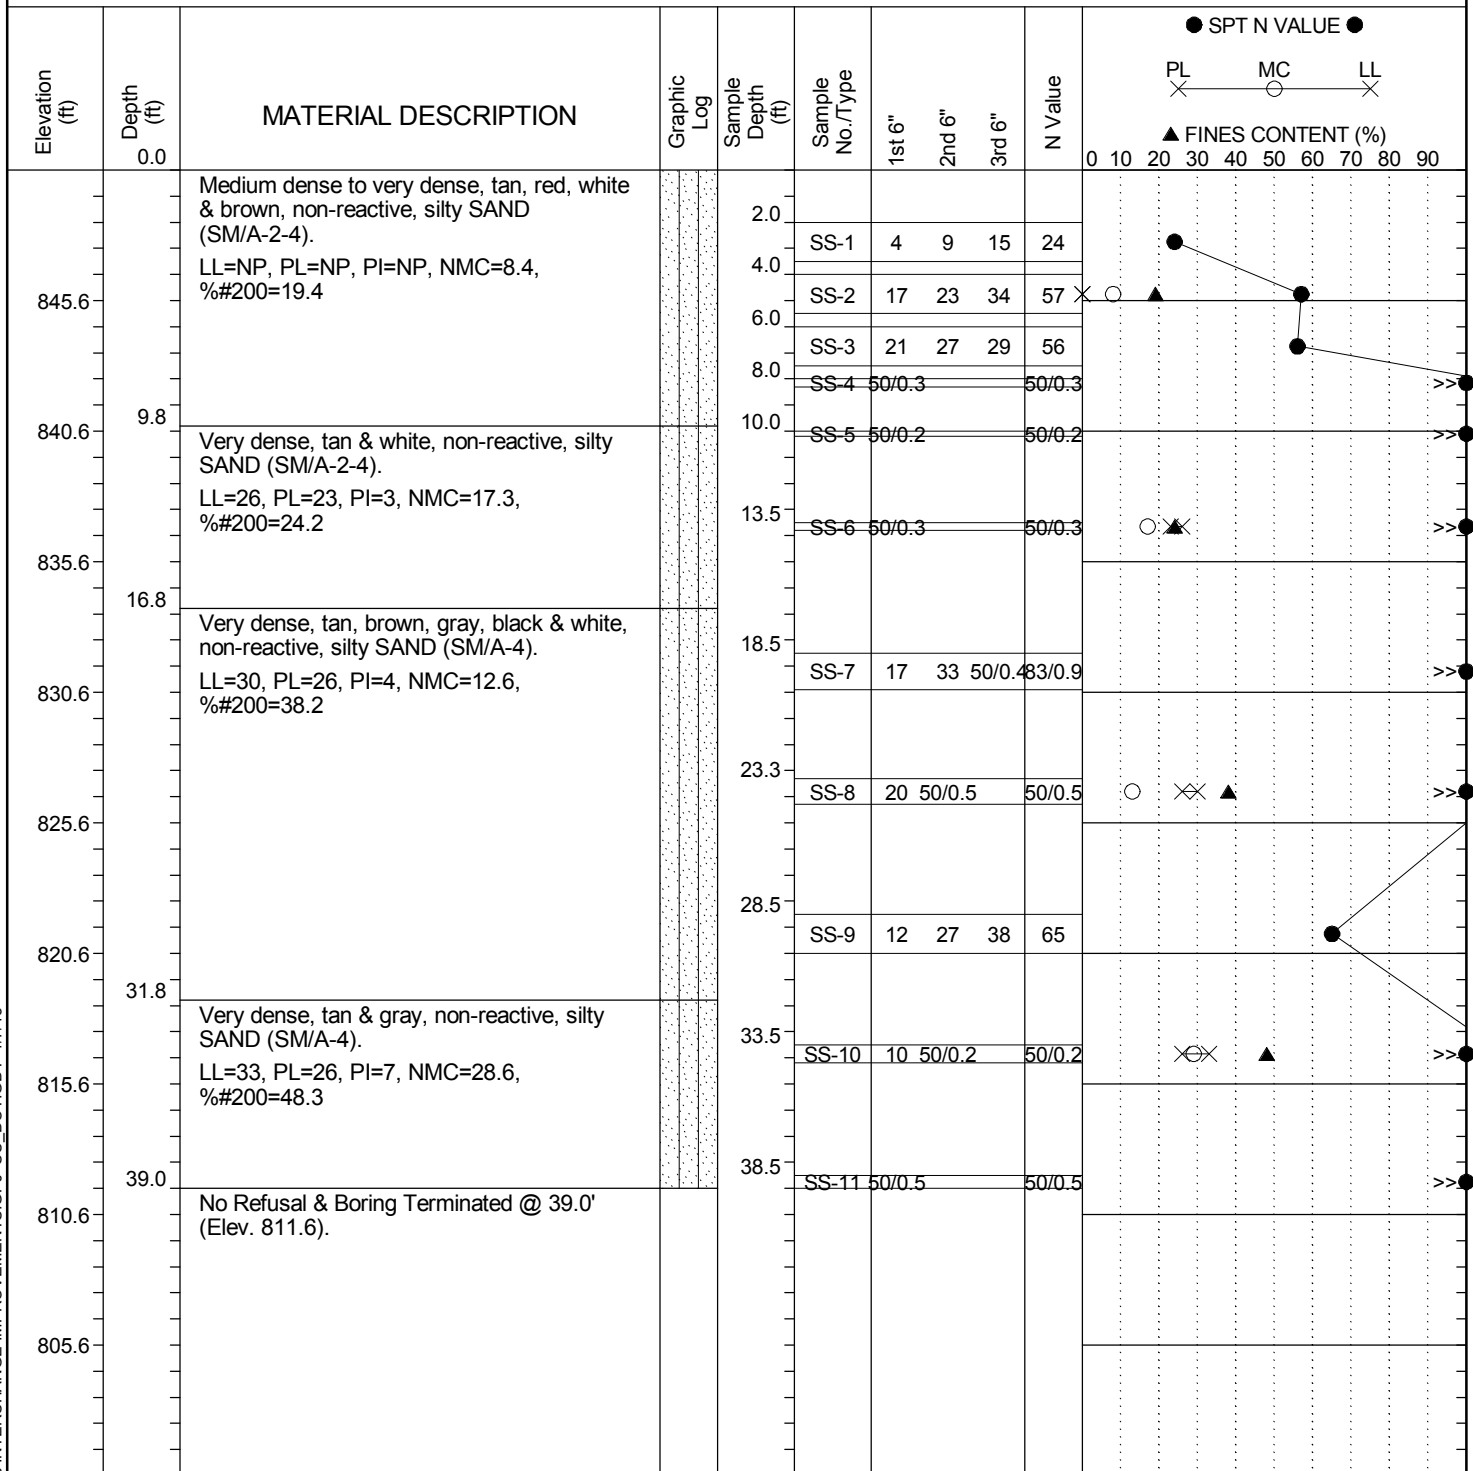 ● SPT N VALUE ●
PL MC LL
▲ FINES CONTENT (%)
0 10 20 30 40 50 60 70 80 90
Elevation (ft)
Depth (ft)
0.0
MATERIAL DESCRIPTION
Graphic Log
Sample Depth (ft)
Sample No./Type
1st 6"
2nd 6"
3rd 6"
N Value
Medium dense to very dense, tan, red, white
& brown, non-reactive, silty SAND
(SM/A-2-4).
LL=NP, PL=NP, PI=NP, NMC=8.4,
%#200=19.4
2.0
SS-1 4 9 15 24
4.0
845.6
SS-2 17 23 34 57
6.0
SS-3 21 27 29 56
8.0
SS-4 50/0.3 50/0.3 >>
9.8
840.6
Very dense, tan & white, non-reactive, silty
SAND (SM/A-2-4).
LL=26, PL=23, PI=3, NMC=17.3,
%#200=24.2
10.0
SS-5 50/0.2 50/0.2 >>
13.5
SS-6 50/0.3 50/0.3 >>
835.6
16.8
Very dense, tan, brown, gray, black & white,
non-reactive, silty SAND (SM/A-4).
LL=30, PL=26, PI=4, NMC=12.6,
%#200=38.2
18.5
SS-7 17 33 50/0.4 83/0.9 >>
830.6
23.3
SS-8 20 50/0.5 50/0.5 >>
825.6
28.5
SS-9 12 27 38 65
820.6
31.8
Very dense, tan & gray, non-reactive, silty
SAND (SM/A-4).
LL=33, PL=26, PI=7, NMC=28.6,
%#200=48.3
33.5
SS-10 10 50/0.2 50/0.2 >>
815.6
38.5
SS-11 50/0.5 50/0.5 >>
39.0
No Refusal & Boring Terminated @ 39.0'
(Elev. 811.6).
810.6
805.6